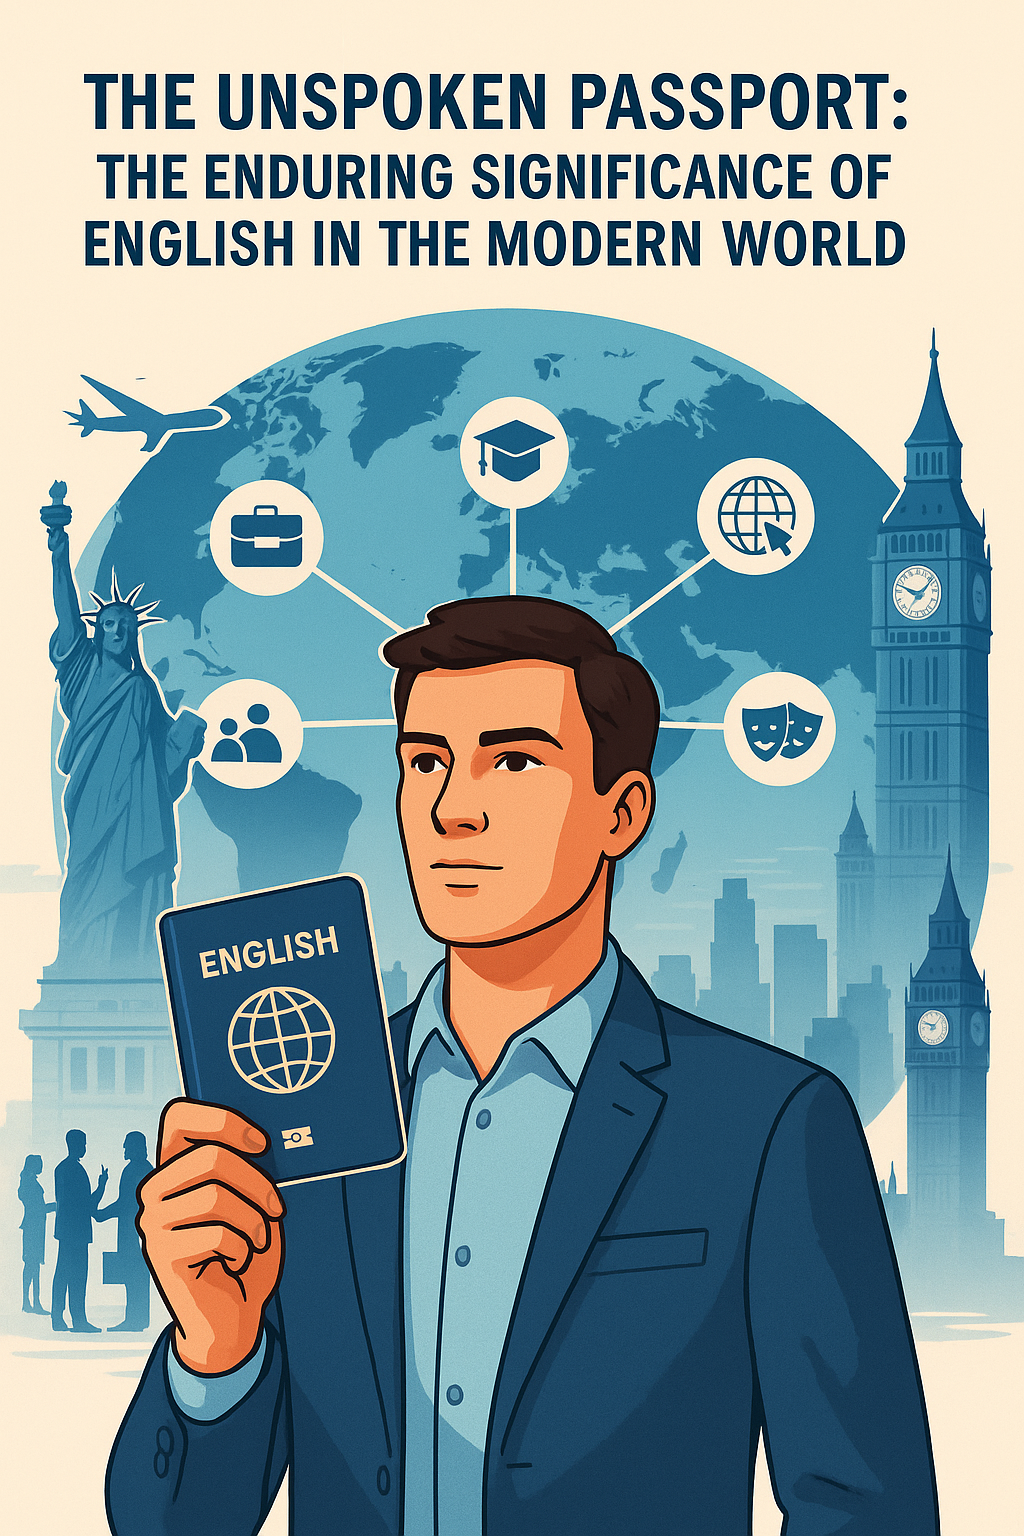 THE UNSPOKEN PASSPORT:
THE ENDURING SIGNIFICANCE OF
ENGLISH IN THE MODERN WORLD
ENGLISH